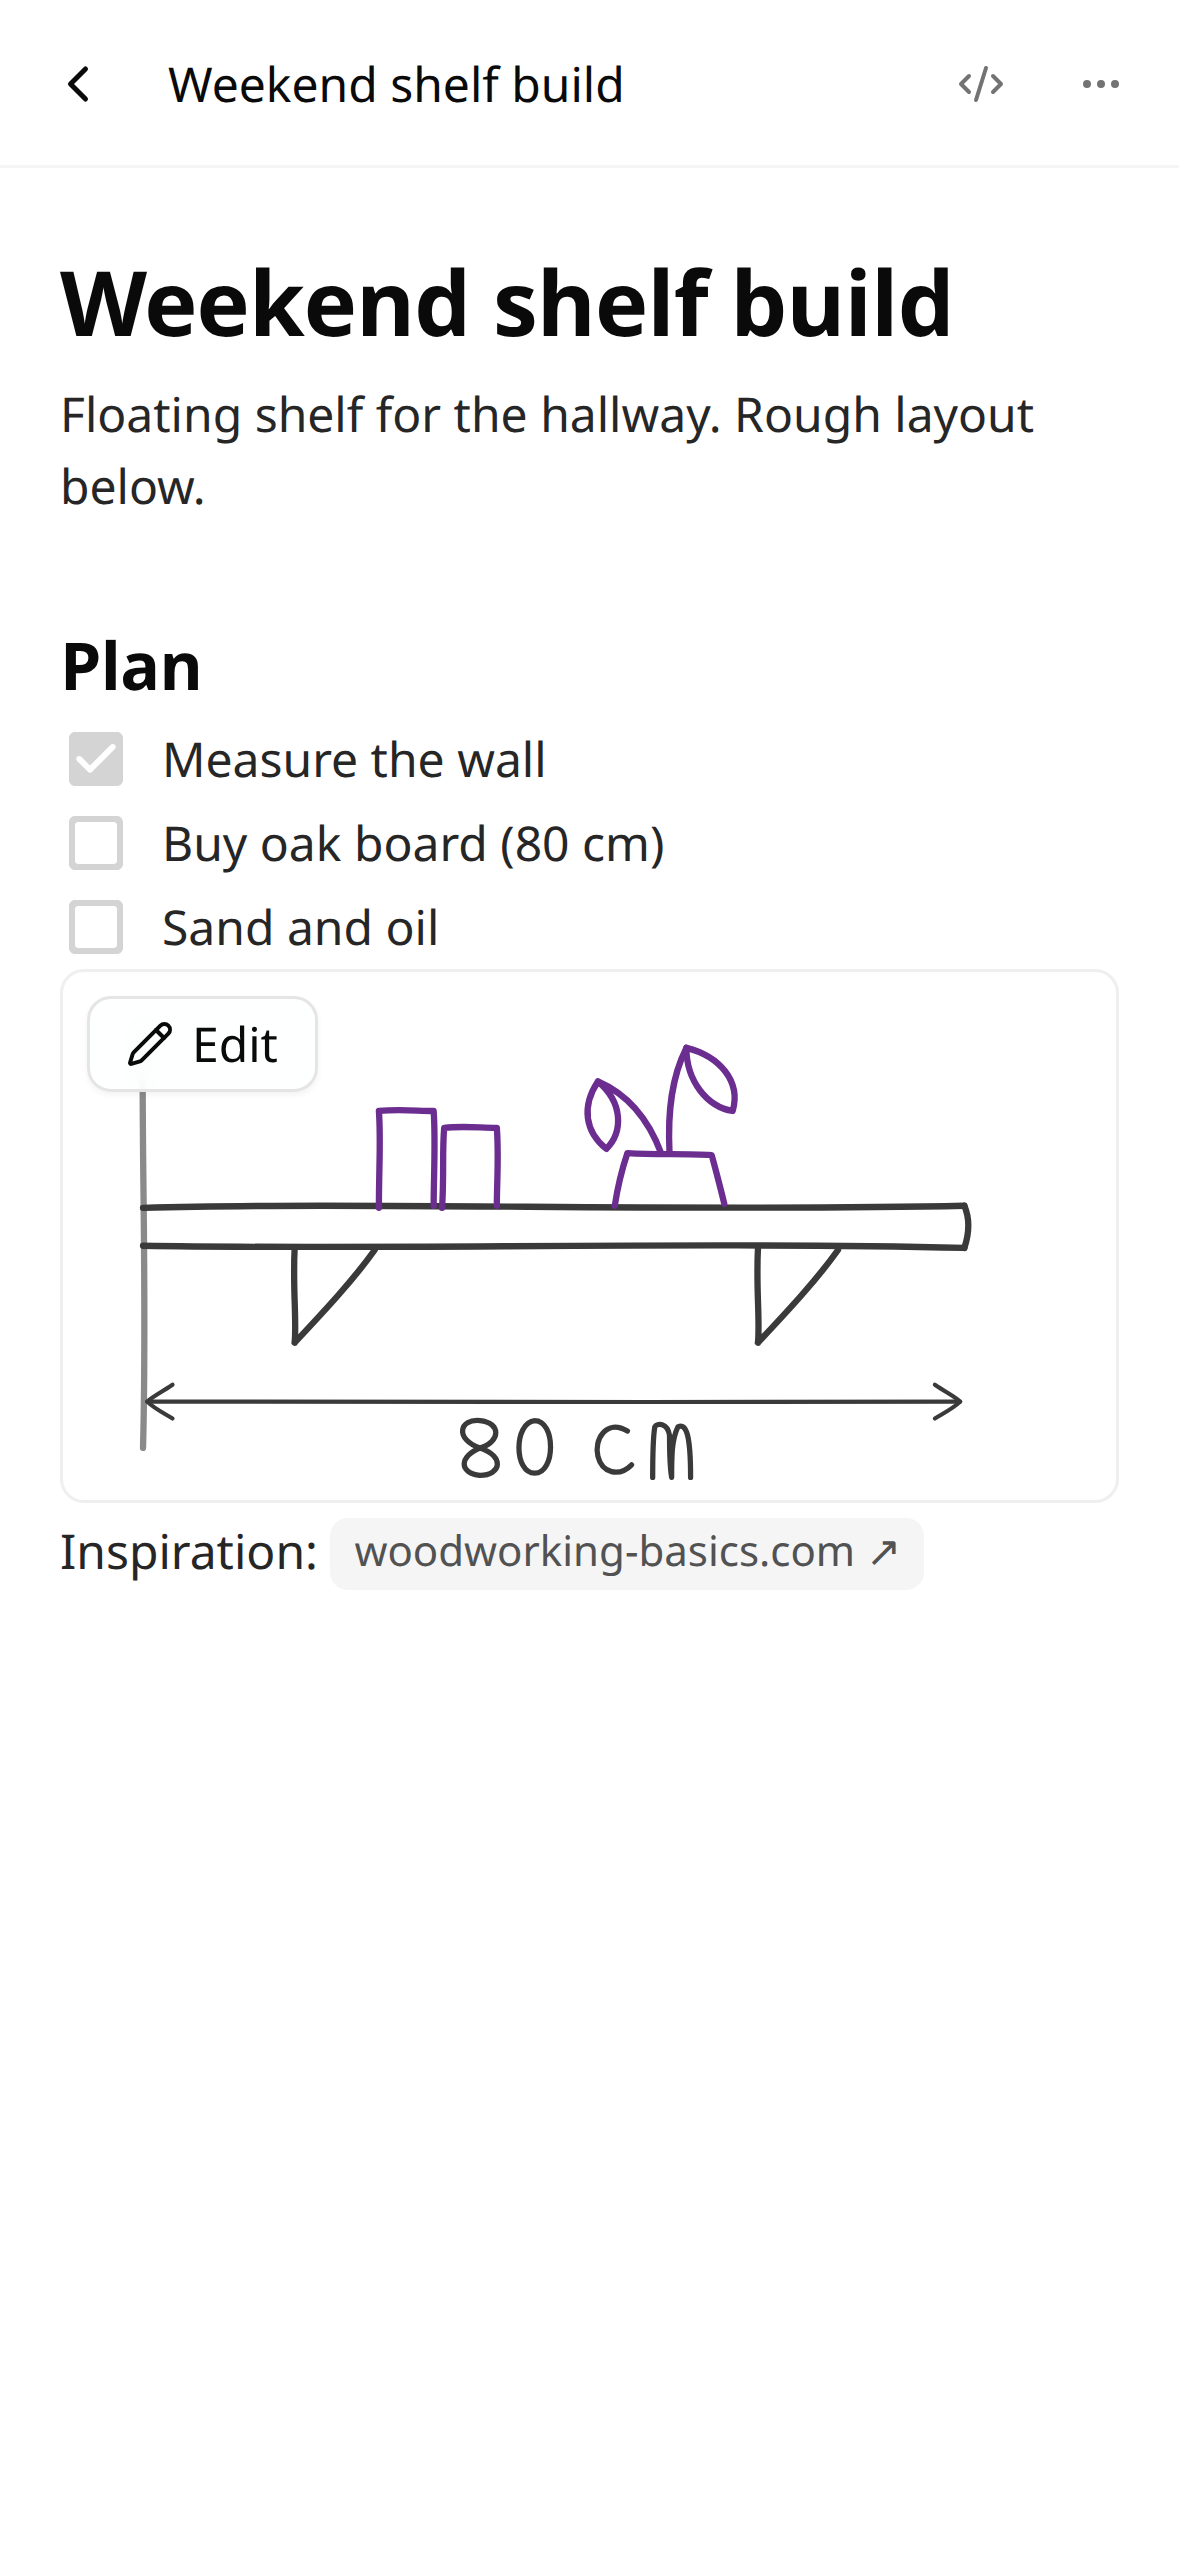 Weekend shelf build
Weekend shelf build
Floating shelf for the hallway. Rough layout
below.
Plan
Measure the wall
Buy oak board (80 cm)
Sand and oil
Edit
80 cm
Inspiration: woodworking-basics.com ↗